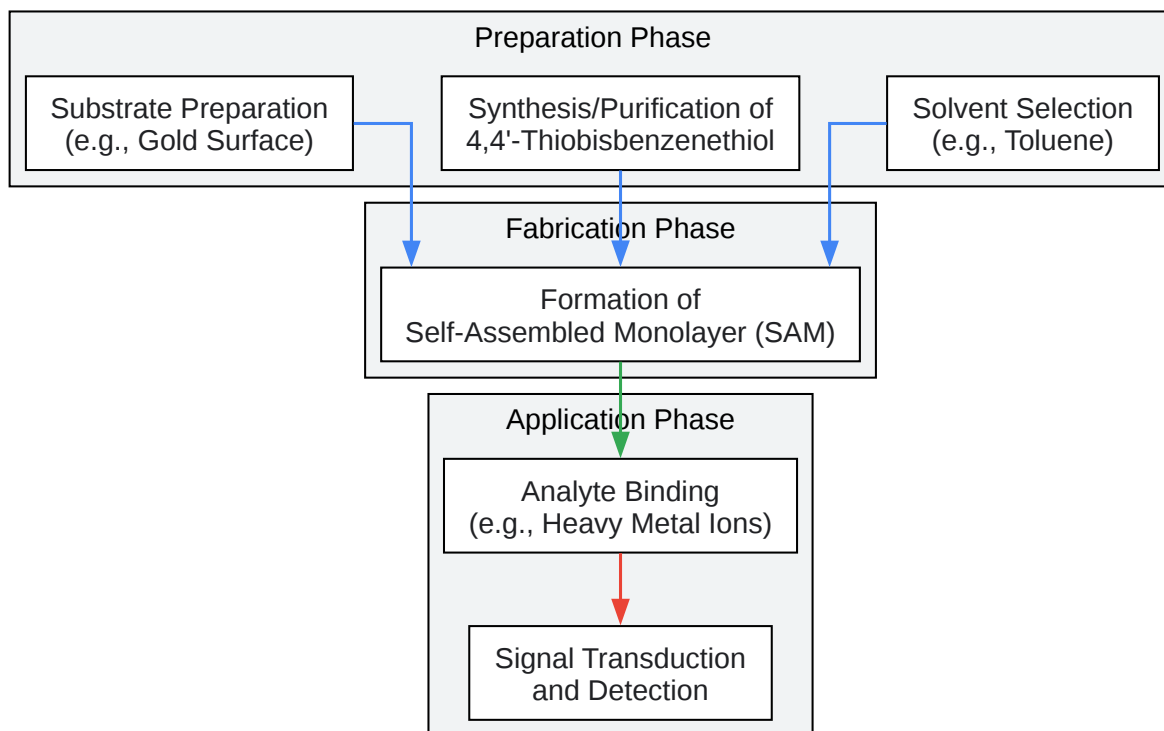 Preparation Phase
Substrate Preparation
(e.g., Gold Surface)
Synthesis/Purification of
4,4'-Thiobisbenzenethiol
Solvent Selection
(e.g., Toluene)
Fabrication Phase
Formation of
Self-Assembled Monolayer (SAM)
Application Phase
Analyte Binding
(e.g., Heavy Metal Ions)
Signal Transduction
and Detection